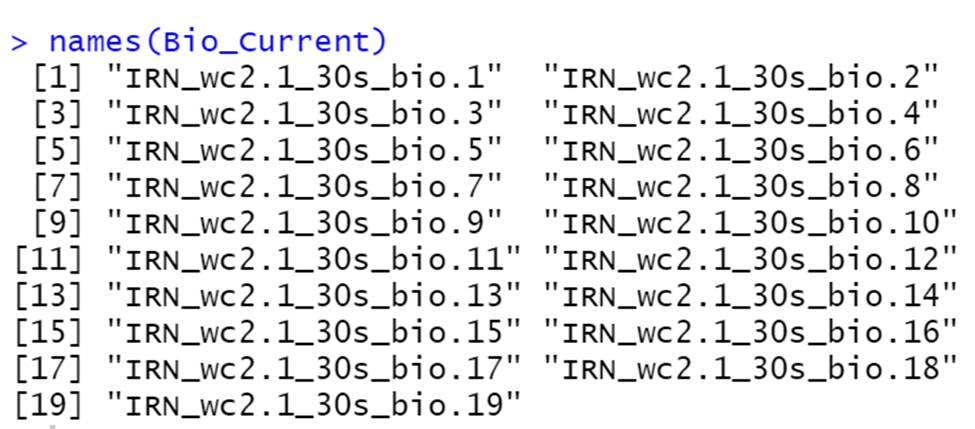 > names(Bio_Current)
[1] "IRN_wc2.1_30s_bio.1" "IRN_wc2.1_30s_bio.2"
[3] "IRN_wc2.1_30s_bio.3" "IRN_wc2.1_30s_bio.4"
[5] "IRN_wc2.1_30s_bio.5" "IRN_wc2.1_30s_bio.6"
[7] "IRN_wc2.1_30s_bio.7" "IRN_wc2.1_30s_bio.8"
[9] "IRN_wc2.1_30s_bio.9" "IRN_wc2.1_30s_bio.10"
[11] "IRN_wc2.1_30s_bio.11" "IRN_wc2.1_30s_bio.12"
[13] "IRN_wc2.1_30s_bio.13" "IRN_wc2.1_30s_bio.14"
[15] "IRN_wc2.1_30s_bio.15" "IRN_wc2.1_30s_bio.16"
[17] "IRN_wc2.1_30s_bio.17" "IRN_wc2.1_30s_bio.18"
[19] "IRN_wc2.1_30s_bio.19"